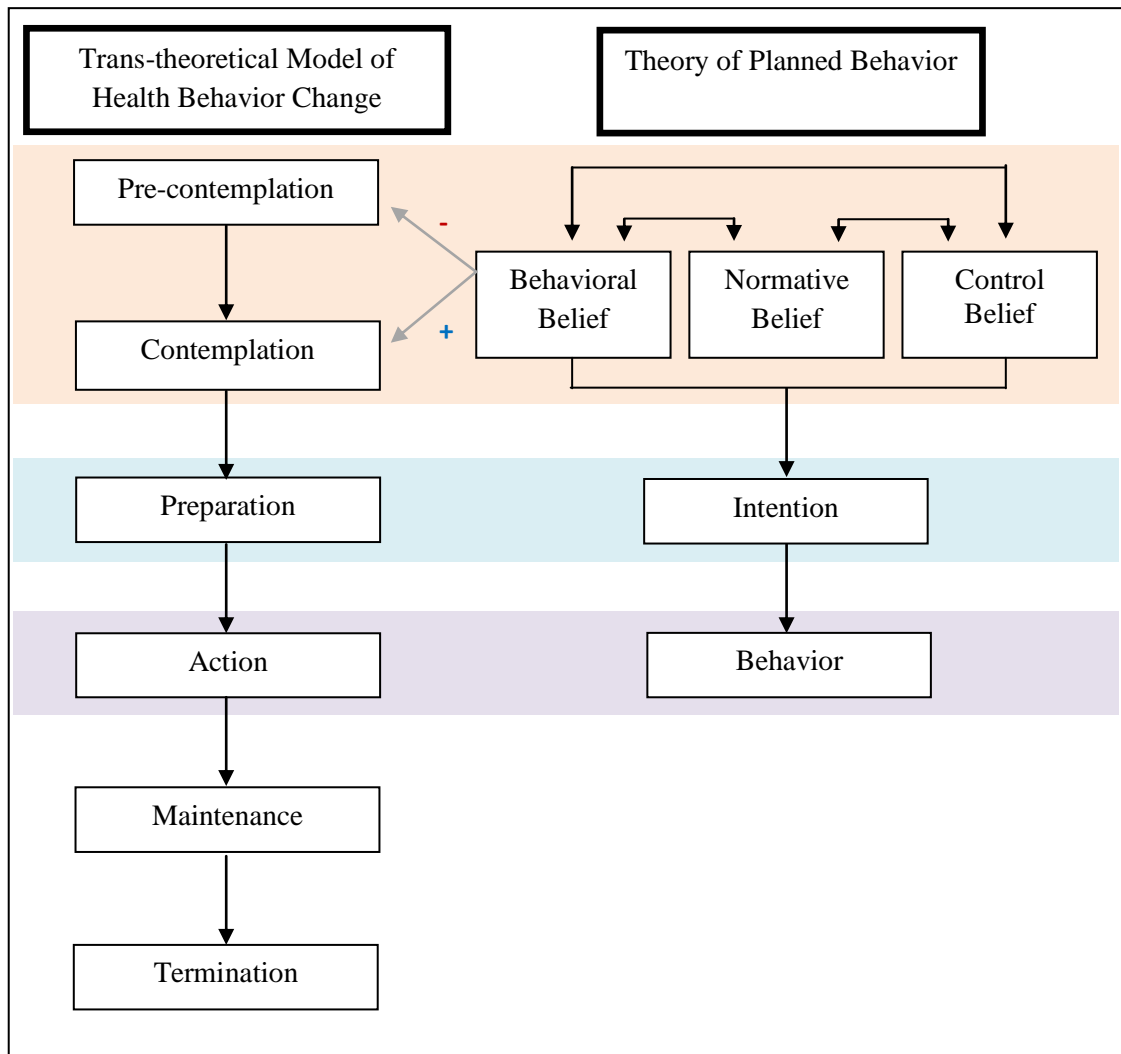 Trans-theoretical Model of
Health Behavior Change
Theory of Planned Behavior
Pre-contemplation
-
Behavioral
Belief
Normative
Belief
Control
Belief
+
Contemplation
Preparation
Intention
Action
Behavior
Maintenance
Termination